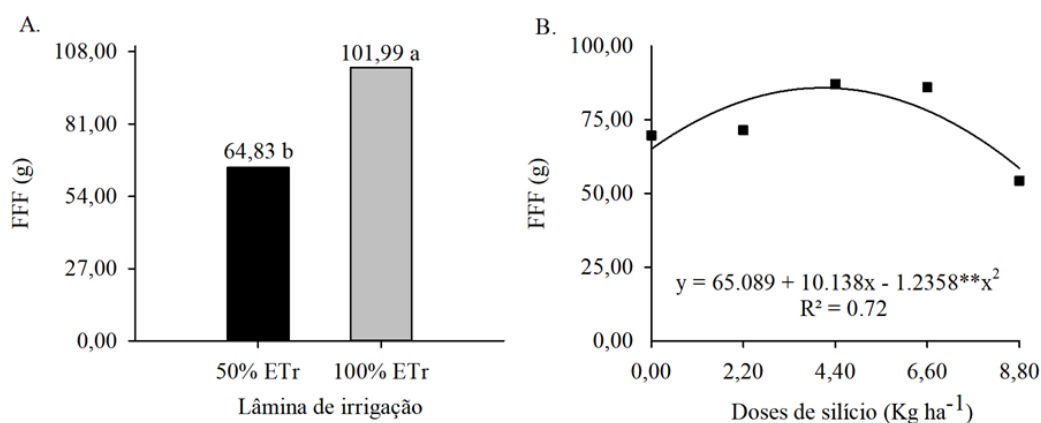 A.
108,00
81,00
54,00
27,00
0,00
FFF (g)
64,83 b
101,99 a
50% ETr
100% ETr
Lâmina de irrigação
B.
100,00
75,00
50,00
25,00
00,00
FFF (g)
y = 65.089 + 10.138x - 1.2358**x²
R² = 0.72
0,00
2,20
4,40
6,60
8,80
Doses de silício (Kg ha⁻¹)